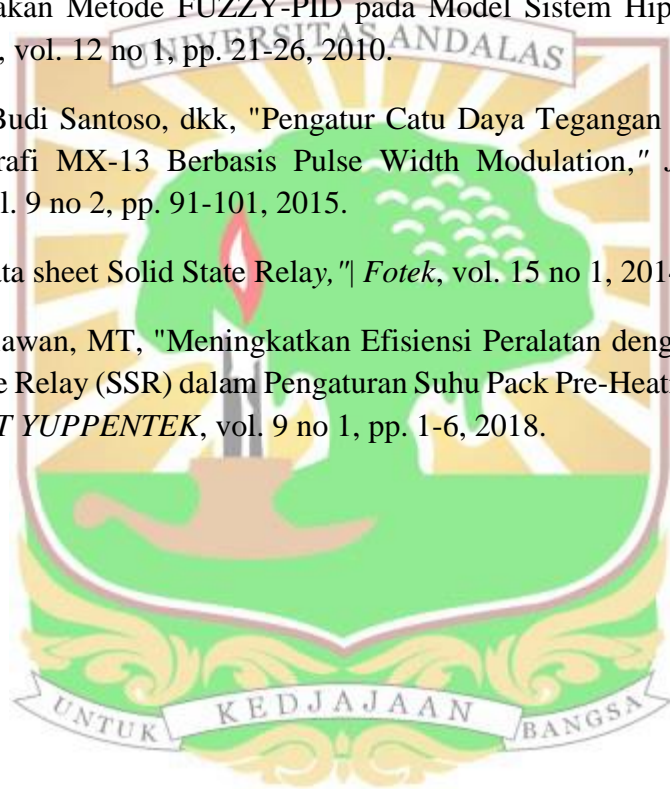 akan Metode FUZZY-PID pada Model Sistem Hip
, vol. 12 no 1, pp. 21-26, 2010.
UNIVERSITAS ANDALAS
Budi Santoso, dkk, "Pengatur Catu Daya Tegangan
rafi MX-13 Berbasis Pulse Width Modulation," J
l. 9 no 2, pp. 91-101, 2015.
ata sheet Solid State Relay,"| Fotek, vol. 15 no 1, 2014
awan, MT, "Meningkatkan Efisiensi Peralatan deng
e Relay (SSR) dalam Pengaturan Suhu Pack Pre-Heati
T YUPPENTEK, vol. 9 no 1, pp. 1-6, 2018.
UNTUK KEDJAJAAN BANGSA